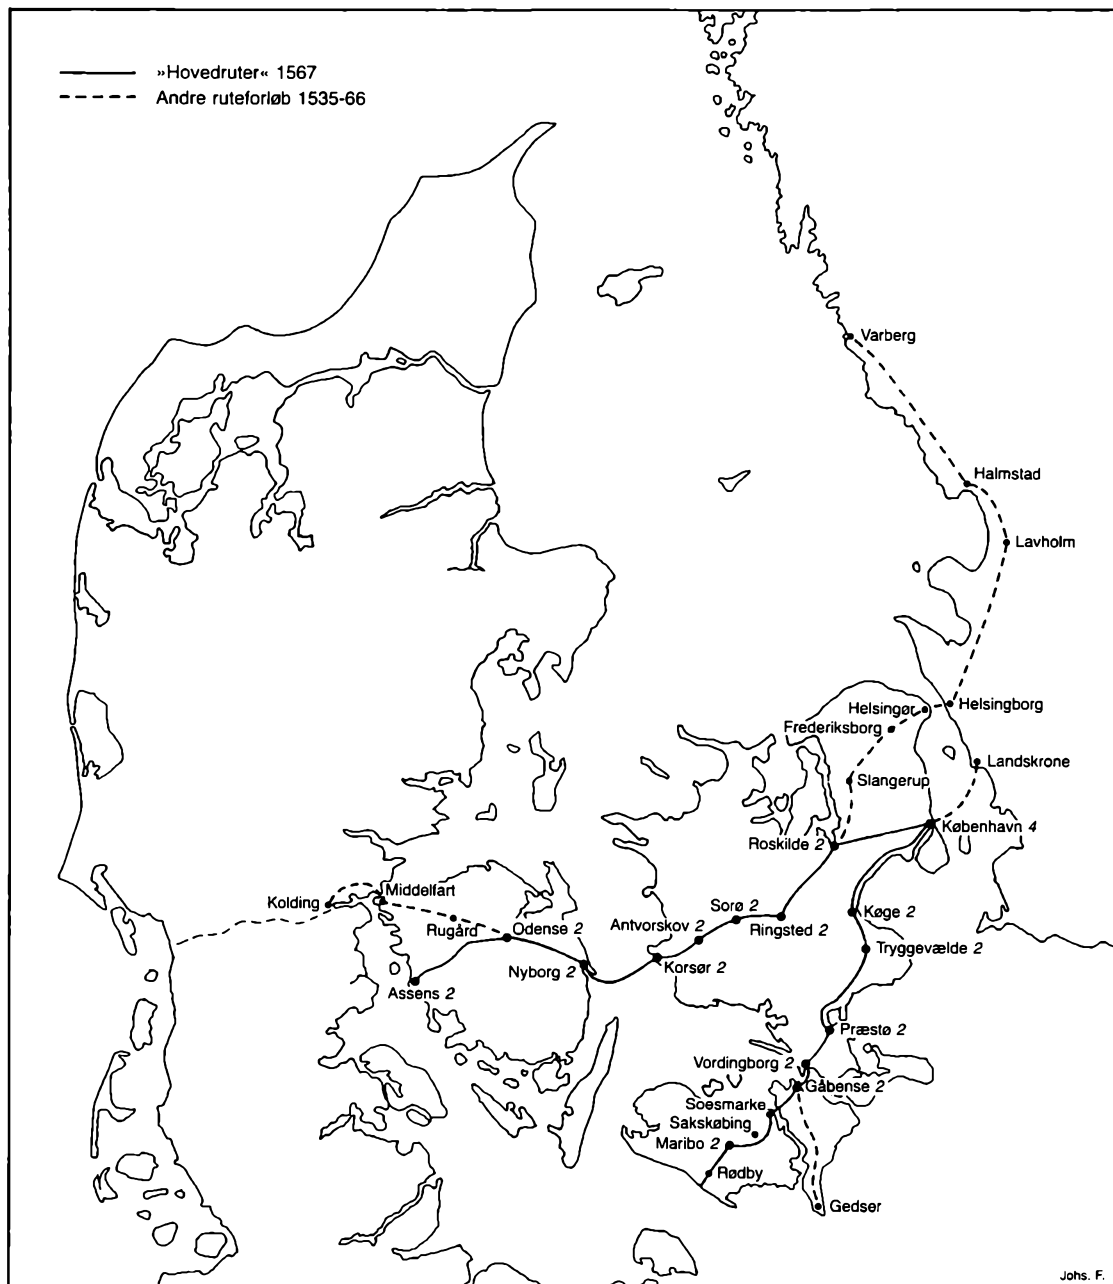 »Hovedruter« 1567
Andre ruteforløb 1535-66
Varberg
Halmstad
Lavholm
Helsingør
Helsingborg
Frederiksborg
Landskrone
Slangerup
København 4
Roskilde 2
Middelfart
Kolding
Sorø 2
Køge 2
Rugård
Odense 2
Antvorskov 2
Ringsted 2
Tryggevælde 2
Nyborg 2
Korsør 2
Assens 2
Præstø 2
Vordingborg 2
Gåbense 2
Soesmarke
Sakskøbing
Maribo 2
Rødby
Gedser
Johs. F.